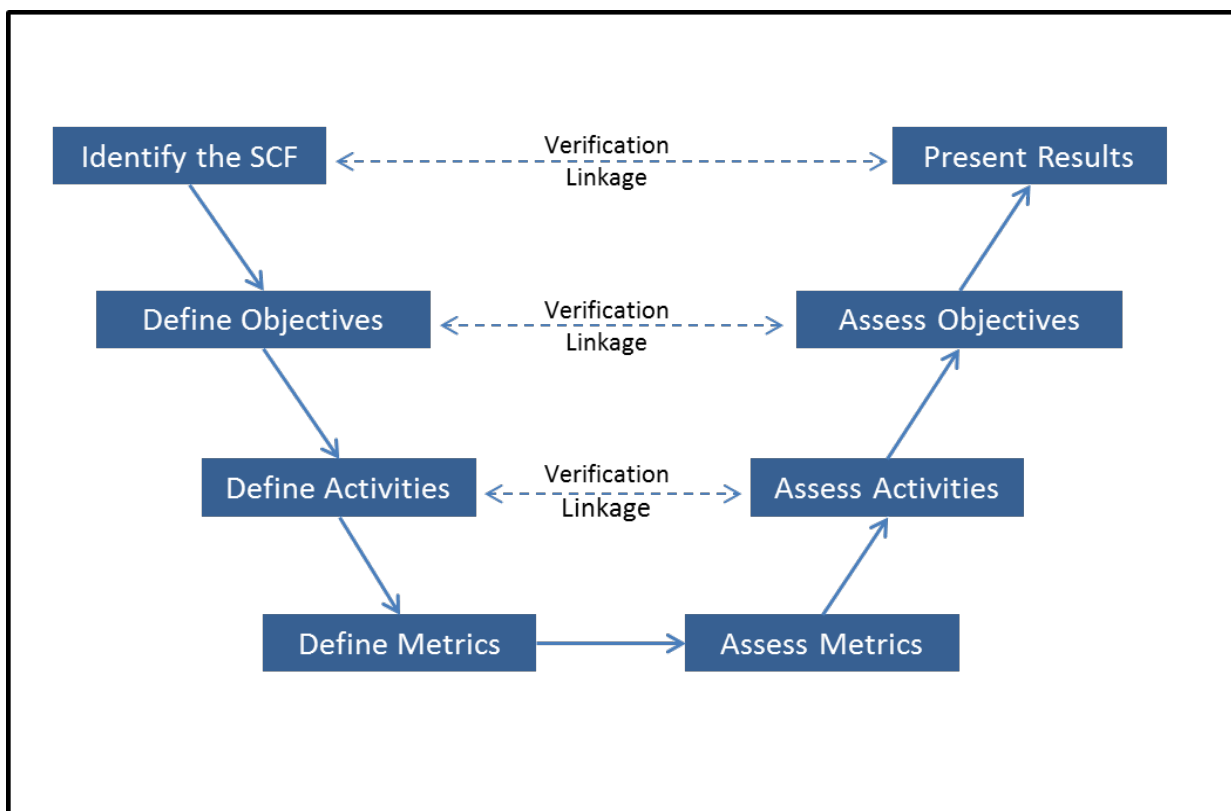 Identify the SCF
Verification
Linkage
Present Results
Define Objectives
Verification
Linkage
Assess Objectives
Define Activities
Verification
Linkage
Assess Activities
Define Metrics
Assess Metrics